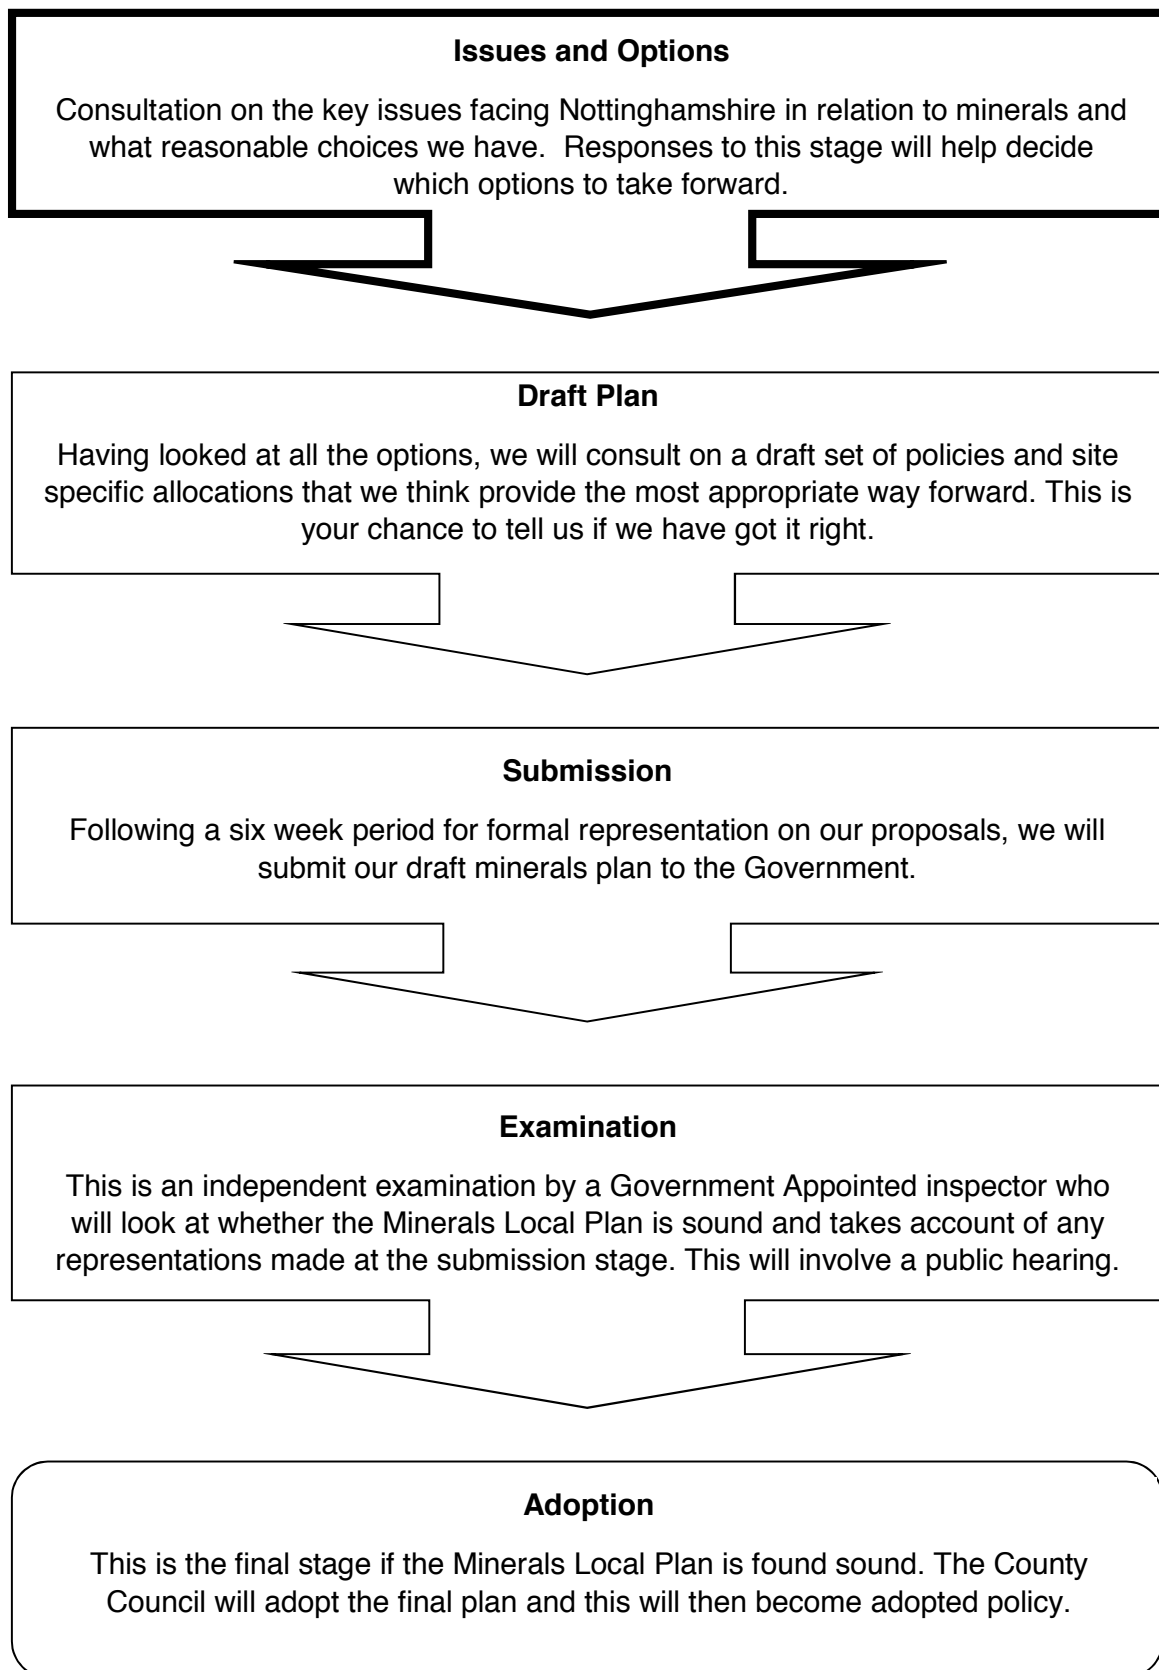 Issues and Options
Consultation on the key issues facing Nottinghamshire in relation to minerals and
what reasonable choices we have.  Responses to this stage will help decide
which options to take forward.
Draft Plan
Having looked at all the options, we will consult on a draft set of policies and site
specific allocations that we think provide the most appropriate way forward. This is
your chance to tell us if we have got it right.
Submission
Following a six week period for formal representation on our proposals, we will
submit our draft minerals plan to the Government.
Examination
This is an independent examination by a Government Appointed inspector who
will look at whether the Minerals Local Plan is sound and takes account of any
representations made at the submission stage. This will involve a public hearing.
Adoption
This is the final stage if the Minerals Local Plan is found sound. The County
Council will adopt the final plan and this will then become adopted policy.